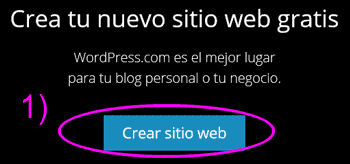 Crea tu nuevo sitio web gratis
WordPress.com es el mejor lugar
para tu blog personal o tu negocio.
1)
Crear sitio web